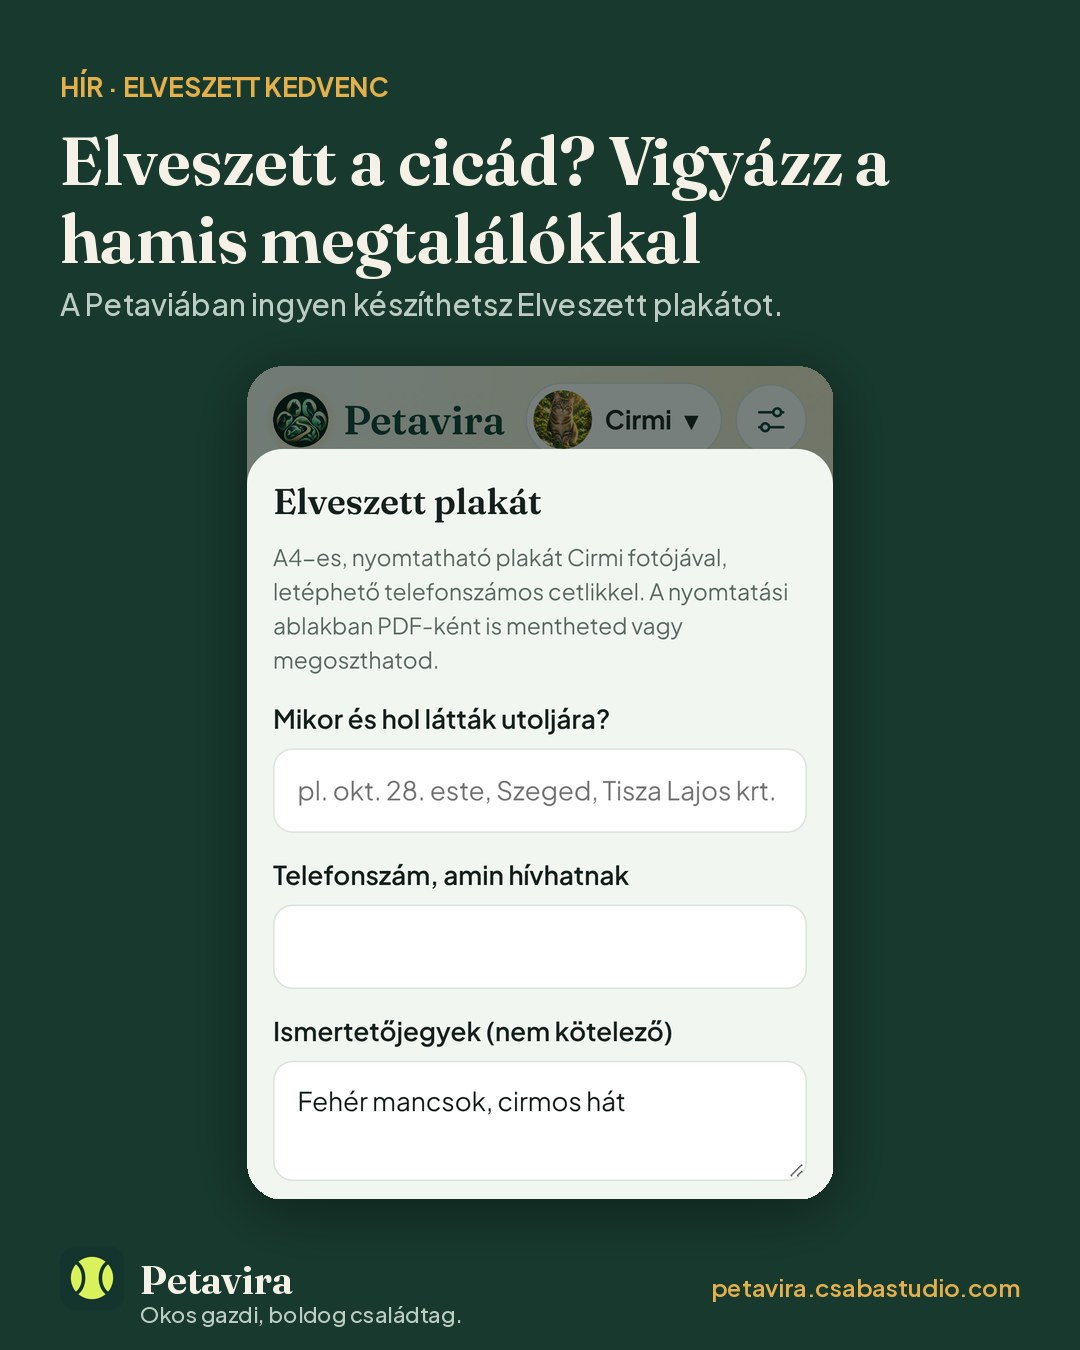 HÍR · ELVESZETT KEDVENC
Elveszett a cicád? Vigyázz a
hamis megtalálókkal
A Petaviában ingyen készíthetsz Elveszett plakátot.
Petavira
Cirmi ▼
Elveszett plakát
A4-es, nyomtatható plakát Cirmi fotójával,
letéphető telefonszámos cetlikkel. A nyomtatási
ablakban PDF-ként is mentheted vagy
megoszthatod.
Mikor és hol látták utoljára?
pl. okt. 28. este, Szeged, Tisza Lajos krt.
Telefonszám, amin hívhatnak
Ismertetőjegyek (nem kötelező)
Fehér mancsok, cirmos hát
Petavira
Okos gazdi, boldog családtag.
petavira.csabastudio.com